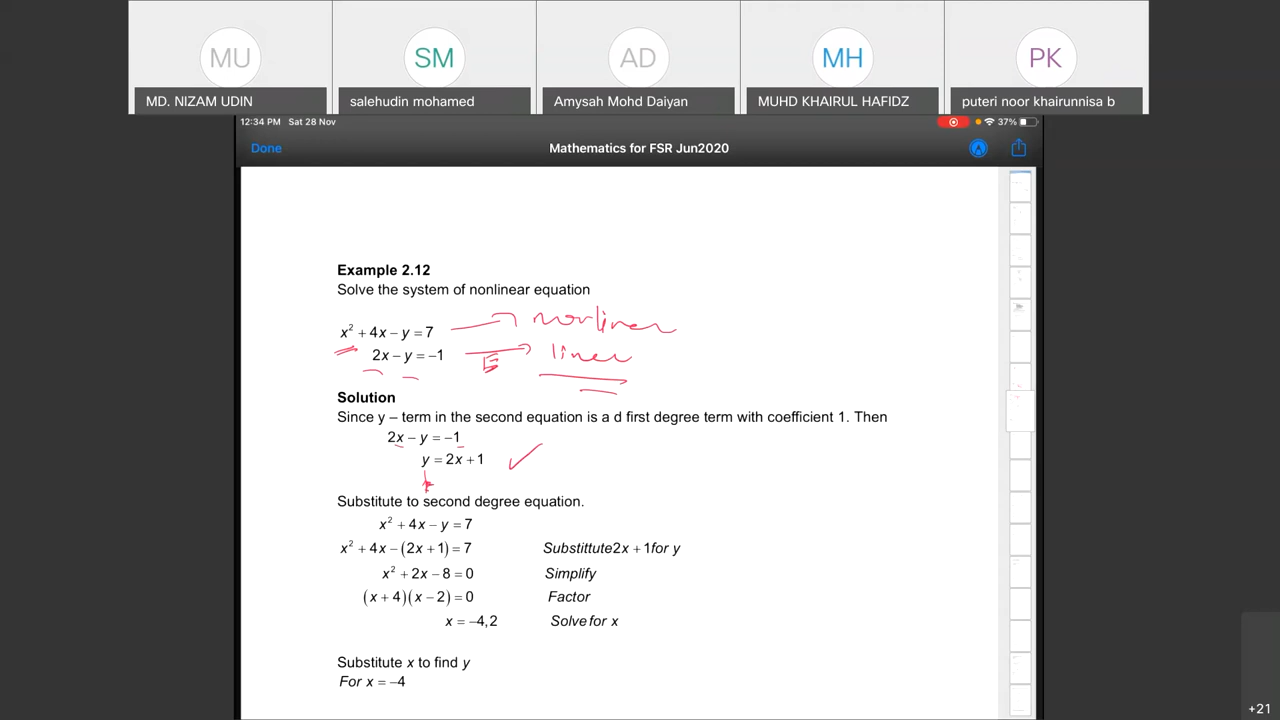 MU
SM
AD
MH
PK
MD. NIZAM UDIN
salehudin mohamed
Amysah Mohd Daiyan
MUHD KHAIRUL HAFIDZ
puteri noor khairunnisa b
12:34 PM Sat 28 Nov
37%
Done
Mathematics for FSR Jun2020
Example 2.12
Solve the system of nonlinear equation
x² + 4x − y = 7
nonliner
2x − y = −1
liner
Solution
Since y – term in the second equation is a d first degree term with coefficient 1. Then
2x − y = −1
y = 2x + 1
Substitute to second degree equation.
x² + 4x − y = 7
x² + 4x − (2x + 1) = 7 Substittute2x + 1for y
x² + 2x − 8 = 0 Simplify
(x + 4)(x − 2) = 0 Factor
x = −4,2 Solve for x
Substitute x to find y
For x = −4
+21